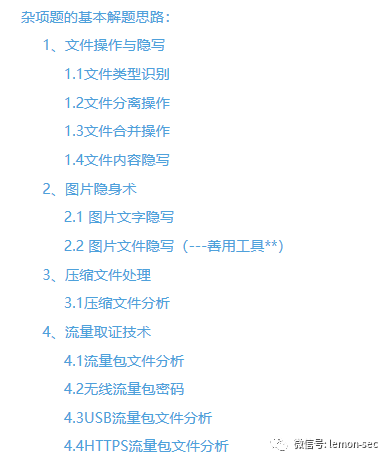 杂项题的基本解题思路：
1、文件操作与隐写
1.1文件类型识别
1.2文件分离操作
1.3文件合并操作
1.4文件内容隐写
2、图片隐身术
2.1 图片文字隐写
2.2 图片文件隐写（---善用工具**）
3、压缩文件处理
3.1压缩文件分析
4、流量取证技术
4.1流量包文件分析
4.2无线流量包密码
4.3USB流量包文件分析
4.4HTTPS流量包文件分析
微信号: lemon-sec